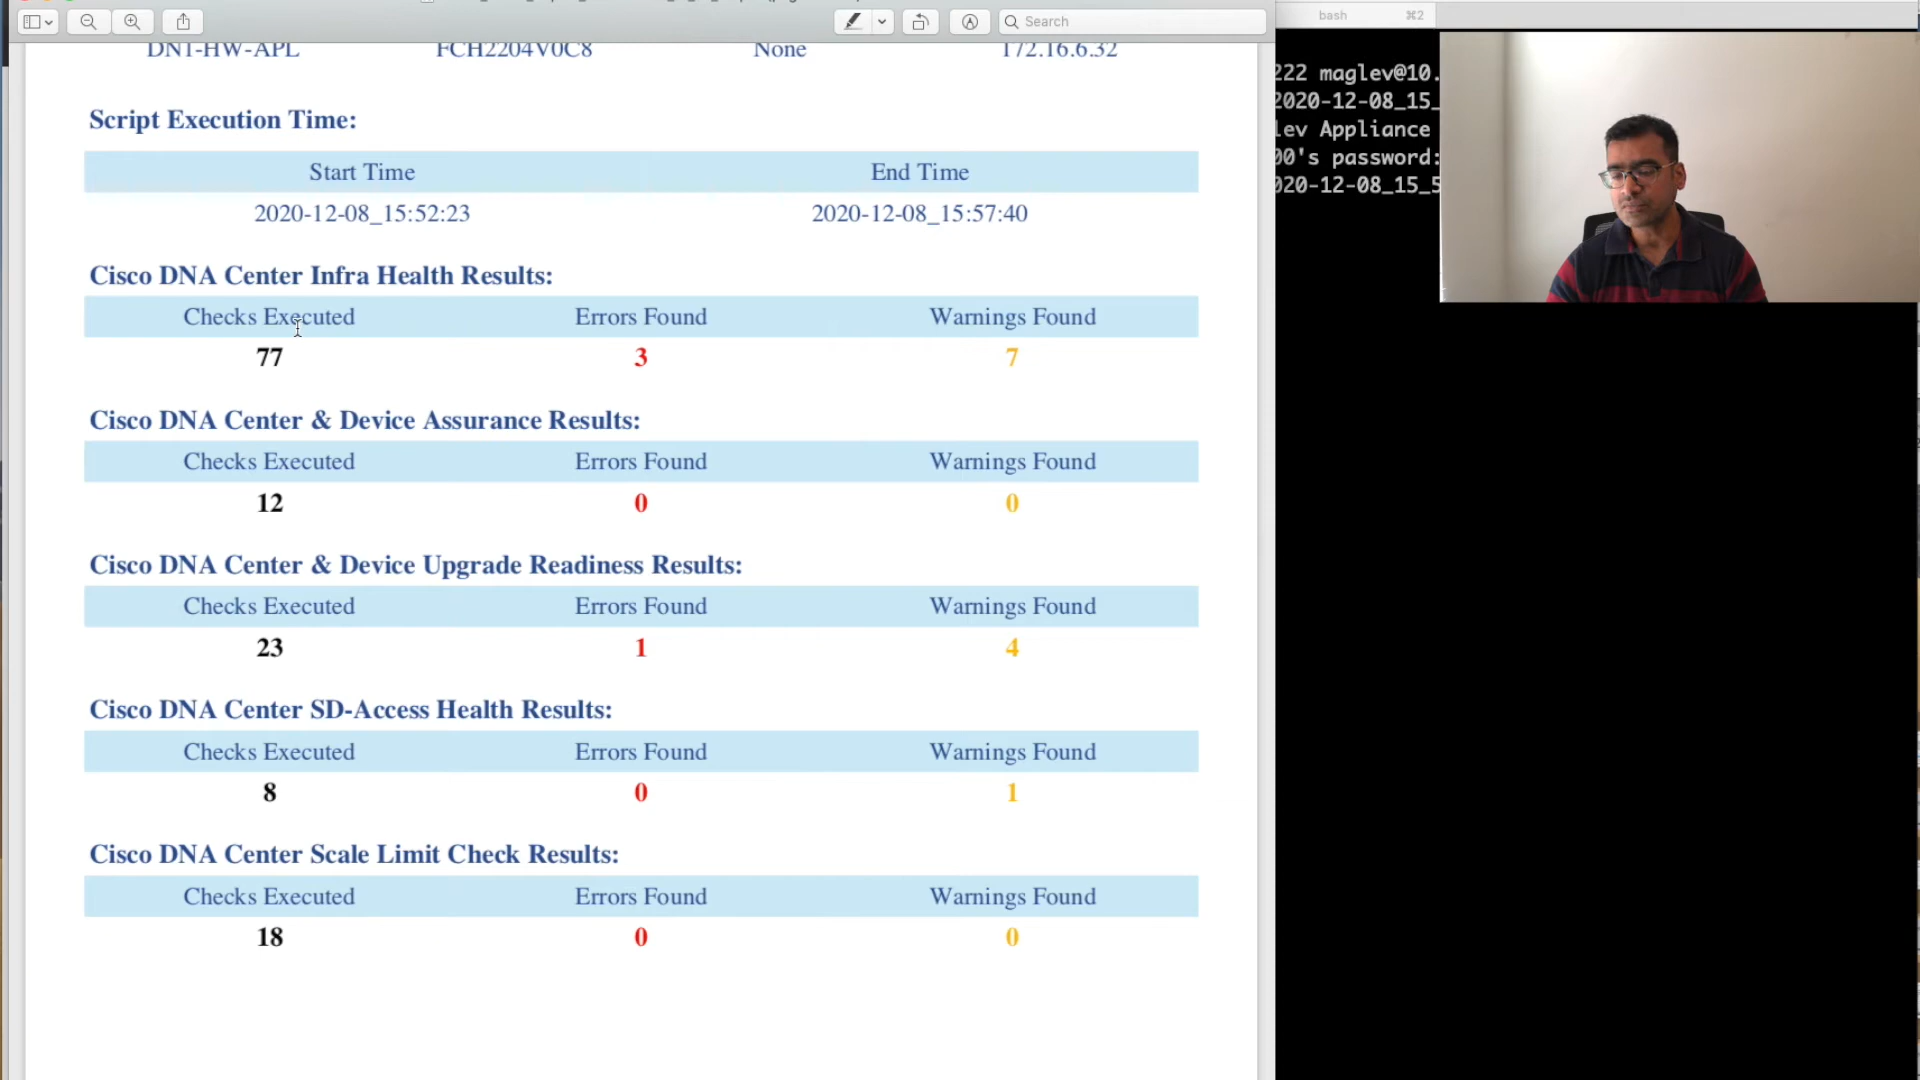 Search
bash ⌘2
DN1-HW-APL FCH2204V0C8 None 172.16.6.32
Script Execution Time:
Start Time End Time
2020-12-08_15:52:23 2020-12-08_15:57:40
Cisco DNA Center Infra Health Results:
Checks Executed Errors Found Warnings Found
77 3 7
Cisco DNA Center & Device Assurance Results:
Checks Executed Errors Found Warnings Found
12 0 0
Cisco DNA Center & Device Upgrade Readiness Results:
Checks Executed Errors Found Warnings Found
23 1 4
Cisco DNA Center SD-Access Health Results:
Checks Executed Errors Found Warnings Found
8 0 1
Cisco DNA Center Scale Limit Check Results:
Checks Executed Errors Found Warnings Found
18 0 0
222 maglev@10.
2020-12-08_15_
lev Appliance
00's password:
020-12-08_15_5